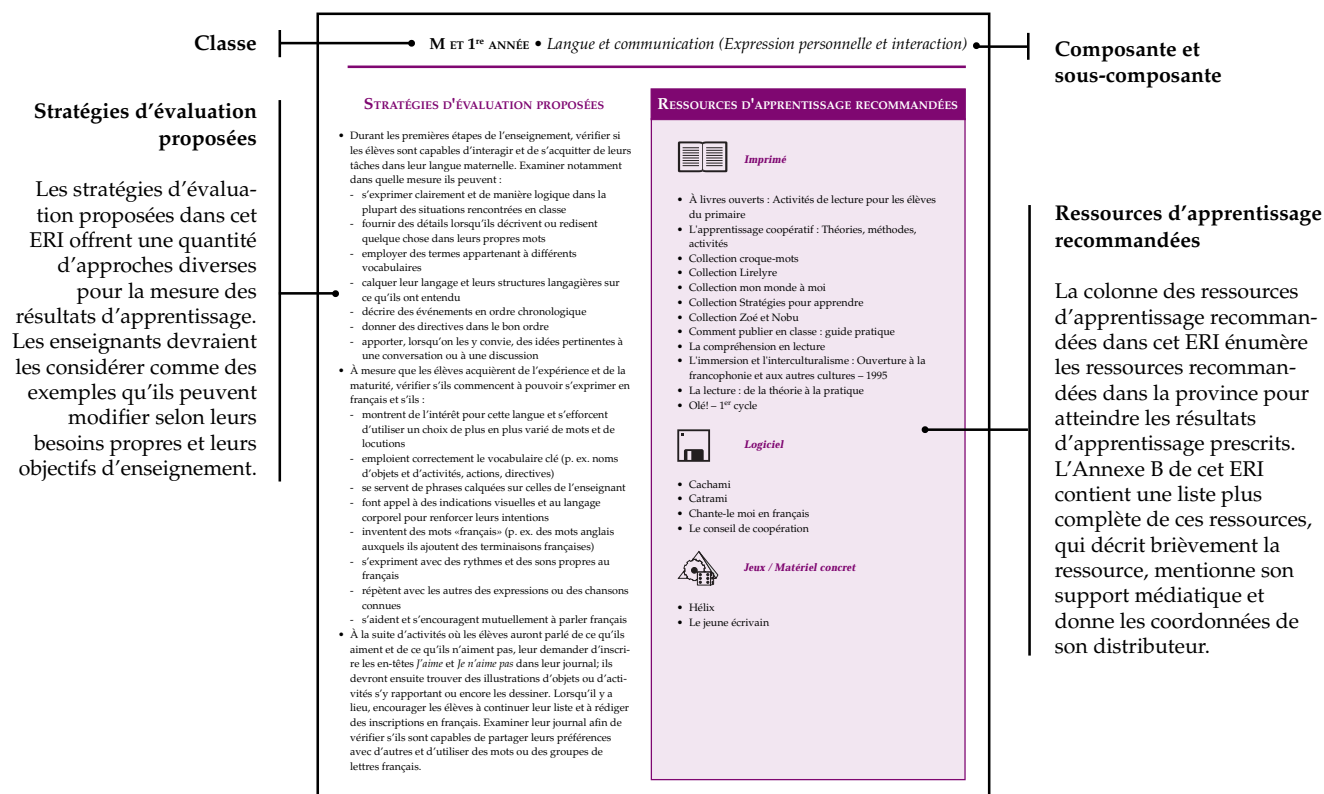 Classe
M ET 1re ANNÉE • Langue et communication (Expression personnelle et interaction)
Composante et
sous-composante
Stratégies d'évaluation
proposées
Les stratégies d'évalua-
tion proposées dans cet
ERI offrent une quantité
d'approches diverses
pour la mesure des
résultats d'apprentissage.
Les enseignants devraient
les considérer comme des
exemples qu'ils peuvent
modifier selon leurs
besoins propres et leurs
objectifs d'enseignement.
STRATÉGIES D'ÉVALUATION PROPOSÉES
• Durant les premières étapes de l'enseignement, vérifier si
les élèves sont capables d'interagir et de s'acquitter de leurs
tâches dans leur langue maternelle. Examiner notamment
dans quelle mesure ils peuvent :
- s'exprimer clairement et de manière logique dans la
plupart des situations rencontrées en classe
- fournir des détails lorsqu'ils décrivent ou redisent
quelque chose dans leurs propres mots
- employer des termes appartenant à différents
vocabulaires
- calquer leur langage et leurs structures langagières sur
ce qu'ils ont entendu
- décrire des événements en ordre chronologique
- donner des directives dans le bon ordre
- apporter, lorsqu'on les y convie, des idées pertinentes à
une conversation ou à une discussion
• À mesure que les élèves acquièrent de l'expérience et de la
maturité, vérifier s'ils commencent à pouvoir s'exprimer en
français et s'ils :
- montrent de l'intérêt pour cette langue et s'efforcent
d'utiliser un choix de plus en plus varié de mots et de
locutions
- emploient correctement le vocabulaire clé (p. ex. noms
d'objets et d'activités, actions, directives)
- se servent de phrases calquées sur celles de l'enseignant
- font appel à des indications visuelles et au langage
corporel pour renforcer leurs intentions
- inventent des mots «français» (p. ex. des mots anglais
auxquels ils ajoutent des terminaisons françaises)
- s'expriment avec des rythmes et des sons propres au
français
- répètent avec les autres des expressions ou des chansons
connues
- s'aident et s'encouragent mutuellement à parler français
• À la suite d'activités où les élèves auront parlé de ce qu'ils
aiment et de ce qu'ils n'aiment pas, leur demander d'inscri-
re les en-têtes J'aime et Je n'aime pas dans leur journal; ils
devront ensuite trouver des illustrations d'objets ou d'acti-
vités s'y rapportant ou encore les dessiner. Lorsqu'il y a
lieu, encourager les élèves à continuer leur liste et à rédiger
des inscriptions en français. Examiner leur journal afin de
vérifier s'ils sont capables de partager leurs préférences
avec d'autres et d'utiliser des mots ou des groupes de
lettres français.
RESSOURCES D'APPRENTISSAGE RECOMMANDÉES
Imprimé
• À livres ouverts : Activités de lecture pour les élèves
du primaire
• L'apprentissage coopératif : Théories, méthodes,
activités
• Collection croque-mots
• Collection Lirelyre
• Collection mon monde à moi
• Collection Stratégies pour apprendre
• Collection Zoé et Nobu
• Comment publier en classe : guide pratique
• La compréhension en lecture
• L'immersion et l'interculturalisme : Ouverture à la
francophonie et aux autres cultures – 1995
• La lecture : de la théorie à la pratique
• Olé! – 1er cycle
Logiciel
• Cachami
• Catrami
• Chante-le moi en français
• Le conseil de coopération
Jeux / Matériel concret
• Hélix
• Le jeune écrivain
Ressources d'apprentissage
recommandées
La colonne des ressources
d'apprentissage recomman-
dées dans cet ERI énumère
les ressources recomman-
dées dans la province pour
atteindre les résultats
d'apprentissage prescrits.
L'Annexe B de cet ERI
contient une liste plus
complète de ces ressources,
qui décrit brièvement la
ressource, mentionne son
support médiatique et
donne les coordonnées de
son distributeur.